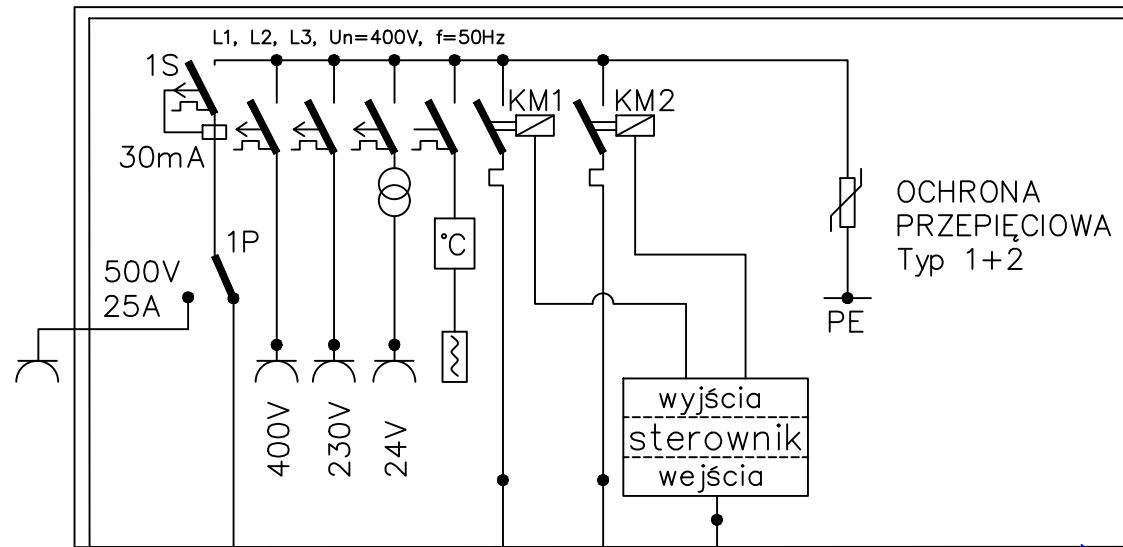 L1, L2, L3, Un=400V, f=50Hz
1S
KM1
KM2
30mA
OCHRONA
PRZEPIĘCIOWA
Typ 1+2
°C
1P
500V
25A
PE
400V
230V
24V
wyjścia
sterownik
wejścia